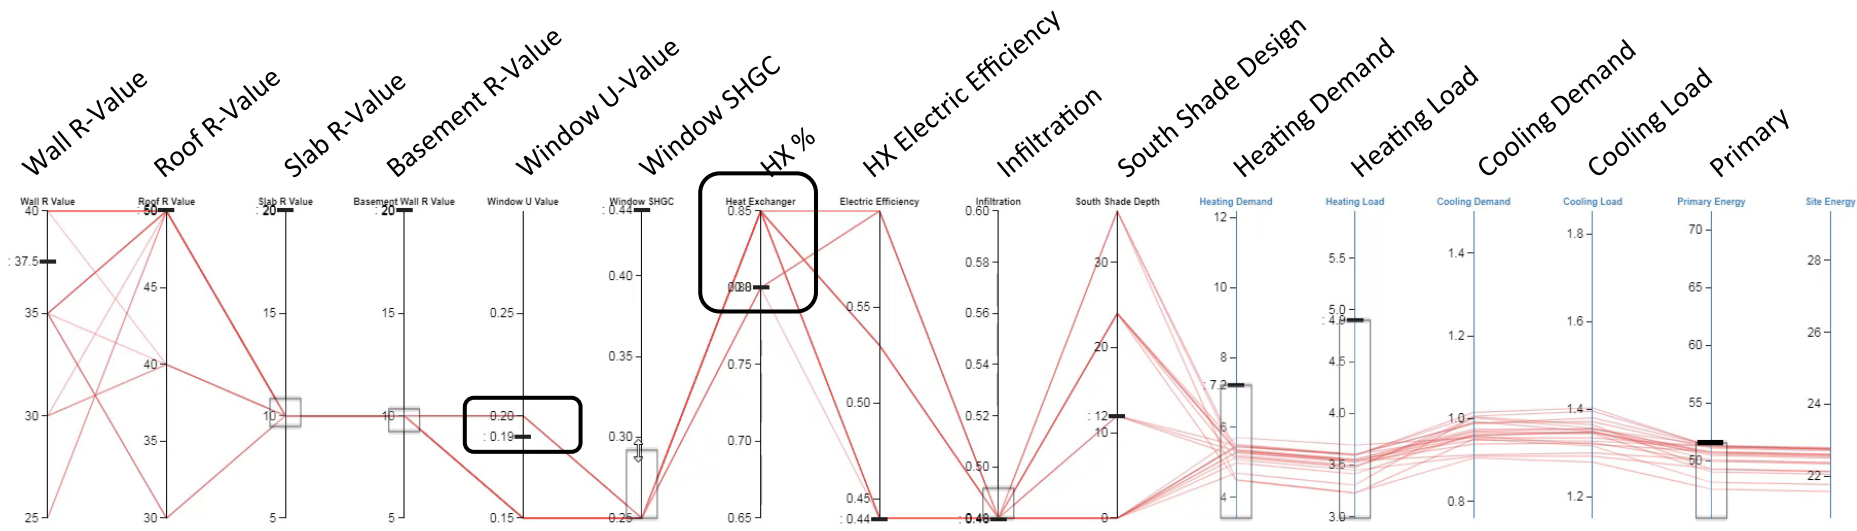 Wall R-Value
Roof R-Value
Slab R-Value
Basement R-Value
Window U-Value
Window SHGC
HX %
HX Electric Efficiency
Infiltration
South Shade Design
Heating Demand
Heating Load
Cooling Demand
Cooling Load
Primary
Wall R Value
40
: 37.5
35
30
25
Roof R Value
: 50
45
40
35
30
Slab R Value
: 20
15
10
5
Basement Wall R Value
: 20
15
10
5
Window U Value
0.25
0.20
: 0.19
0.15
Window SHGC
: 0.44
0.40
0.35
0.30
0.25
Heat Exchanger
0.85
0.75
0.70
0.65
Electric Efficiency
0.55
0.50
0.45
: 0.44
Infiltration
0.60
0.58
0.56
0.54
0.52
0.50
South Shade Depth
30
20
: 12
10
0
Heating Demand
12
10
8
: 7.2
6
4
Heating Load
5.5
5.0
: 4.9
4.5
4.0
3.5
3.0
Cooling Demand
1.4
1.2
1.0
0.8
Cooling Load
1.8
1.6
1.4
1.2
Primary Energy
70
65
60
55
50
Site Energy
28
26
24
22